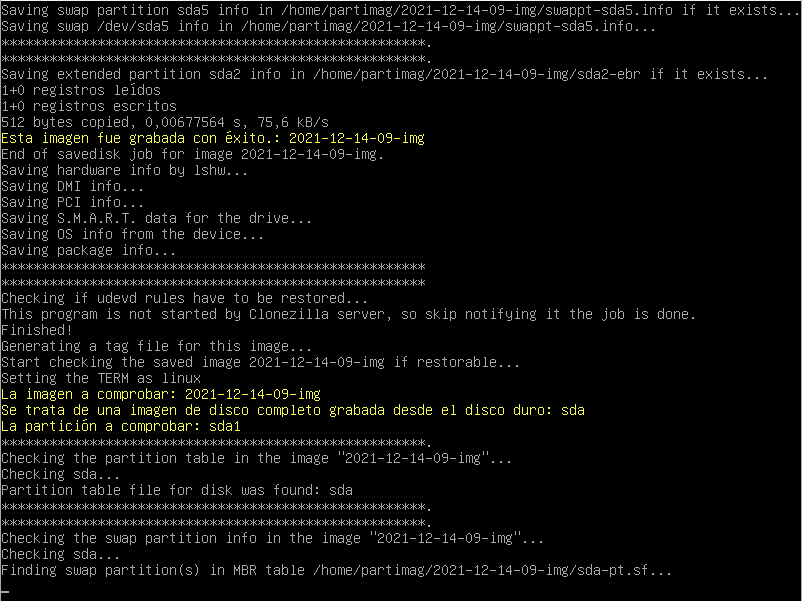 Saving swap partition sda5 info in /home/partimag/2021-12-14-09-img/swappt-sda5.info if it exists...
Saving swap /dev/sda5 info in /home/partimag/2021-12-14-09-img/swappt-sda5.info...
*****************************************************.
*****************************************************.
Saving extended partition sda2 info in /home/partimag/2021-12-14-09-img/sda2-ebr if it exists...
1+0 registros leídos
1+0 registros escritos
512 bytes copied, 0,00677564 s, 75,6 kB/s
Esta imagen fue grabada con éxito.: 2021-12-14-09-img
End of savedisk job for image 2021-12-14-09-img.
Saving hardware info by lshw...
Saving DMI info...
Saving PCI info...
Saving S.M.A.R.T. data for the drive...
Saving OS info from the device...
Saving package info...
*****************************************************
*****************************************************
Checking if udevd rules have to be restored...
This program is not started by Clonezilla server, so skip notifying it the job is done.
Finished!
Generating a tag file for this image...
Start checking the saved image 2021-12-14-09-img if restorable...
Setting the TERM as linux
La imagen a comprobar: 2021-12-14-09-img
Se trata de una imagen de disco completo grabada desde el disco duro: sda
La partición a comprobar: sda1
*****************************************************.
Checking the partition table in the image "2021-12-14-09-img"...
Checking sda...
Partition table file for disk was found: sda
*****************************************************.
*****************************************************.
Checking the swap partition info in the image "2021-12-14-09-img"...
Checking sda...
Finding swap partition(s) in MBR table /home/partimag/2021-12-14-09-img/sda-pt.sf...
_